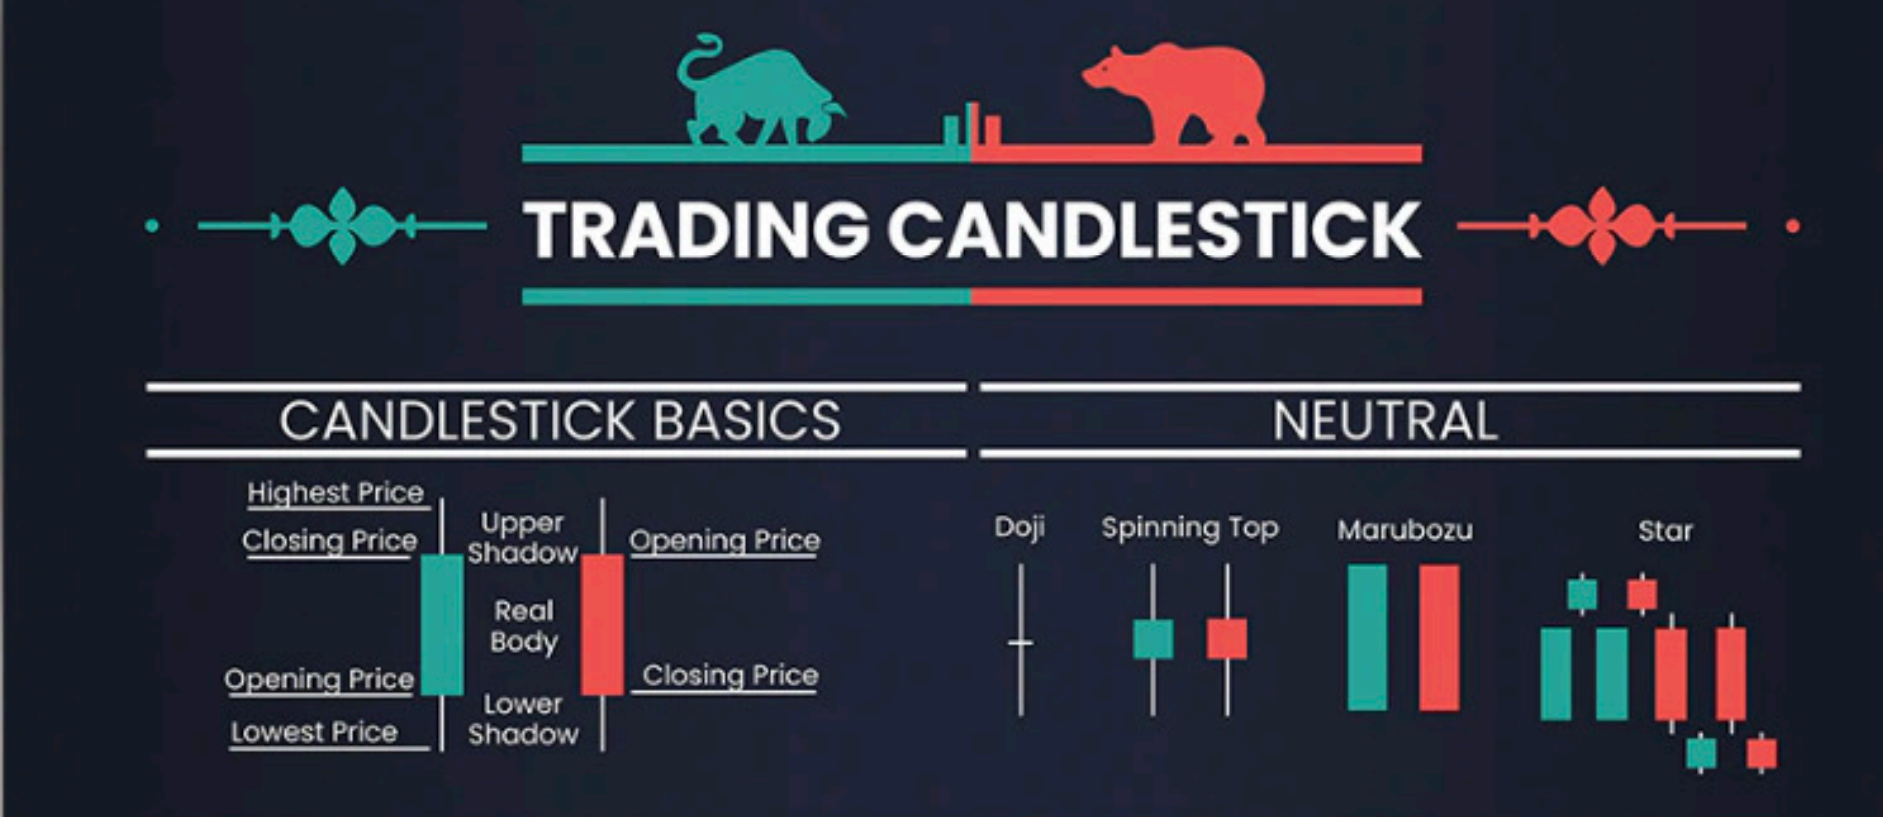 TRADING CANDLESTICK
CANDLESTICK BASICS
NEUTRAL
Highest Price
Closing Price
Opening Price
Lowest Price
Upper
Shadow
Real
Body
Lower
Shadow
Opening Price
Closing Price
Doji
Spinning Top
Marubozu
Star